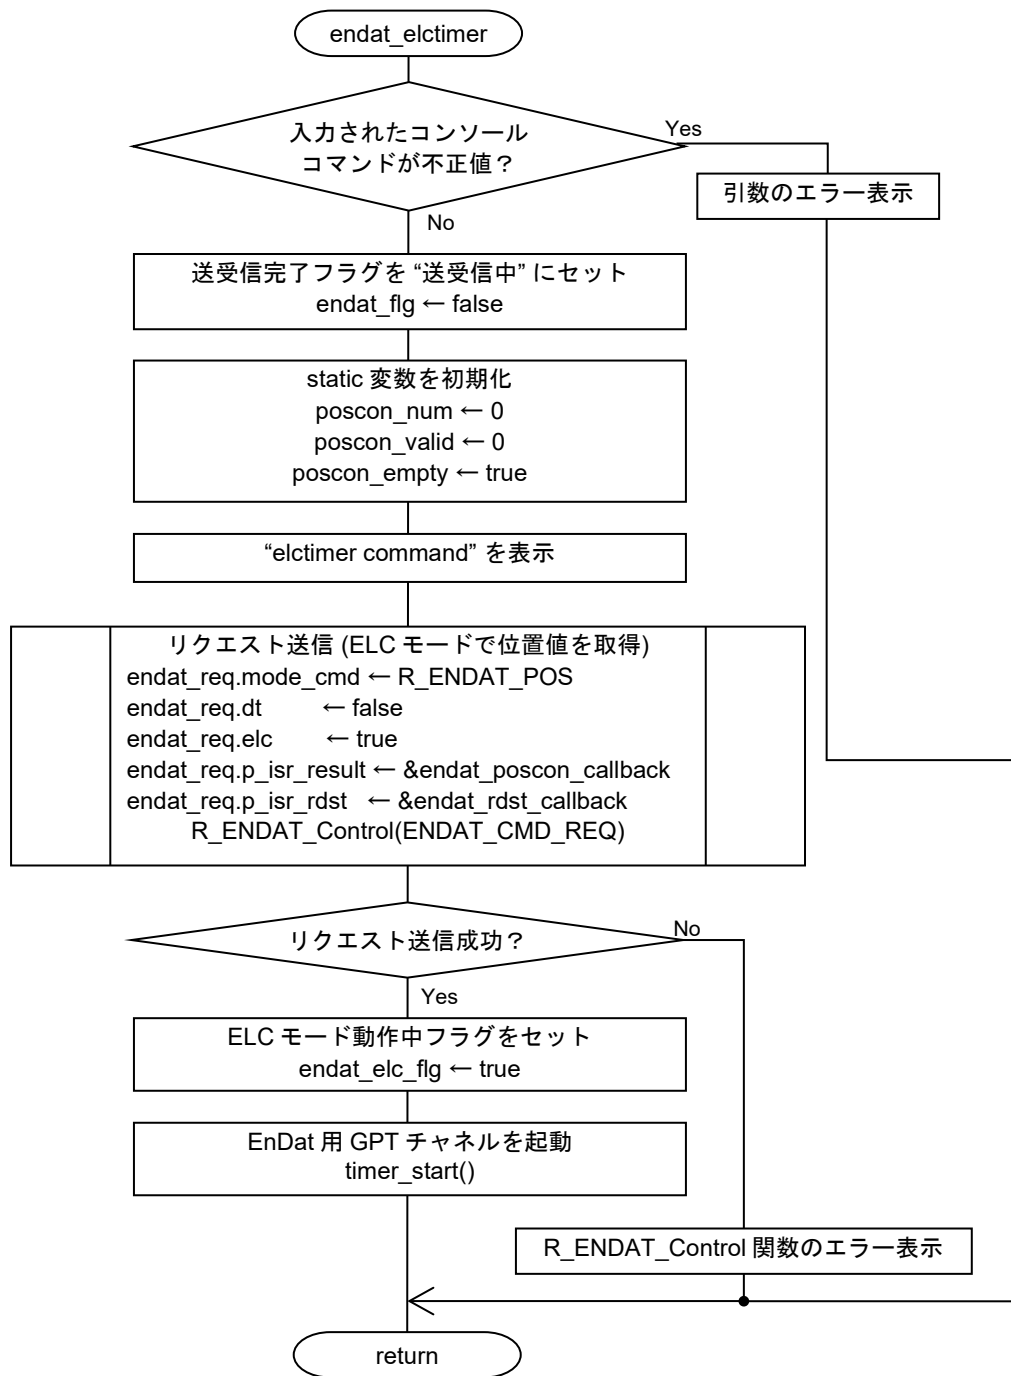 endat_elctimer
入力されたコンソール
コマンドが不正値？
Yes
引数のエラー表示
No
送受信完了フラグを “送受信中” にセット
endat_flg ← false
static 変数を初期化
poscon_num ← 0
poscon_valid ← 0
poscon_empty ← true
“elctimer command” を表示
リクエスト送信 (ELC モードで位置値を取得)
endat_req.mode_cmd ← R_ENDAT_POS
endat_req.dt ← false
endat_req.elc ← true
endat_req.p_isr_result ← &endat_poscon_callback
endat_req.p_isr_rdst ← &endat_rdst_callback
R_ENDAT_Control(ENDAT_CMD_REQ)
リクエスト送信成功？
No
Yes
ELC モード動作中フラグをセット
endat_elc_flg ← true
EnDat 用 GPT チャネルを起動
timer_start()
R_ENDAT_Control 関数のエラー表示
return